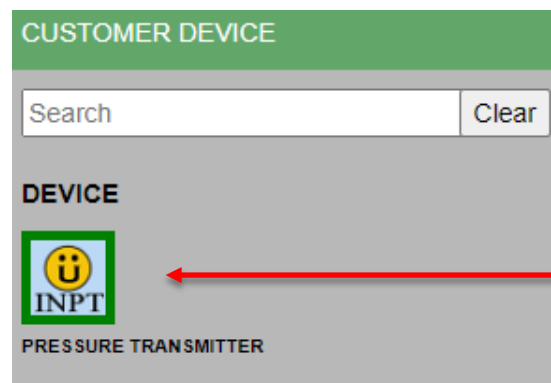 CUSTOMER DEVICE
Search Clear
DEVICE
ü
INPT
PRESSURE TRANSMITTER